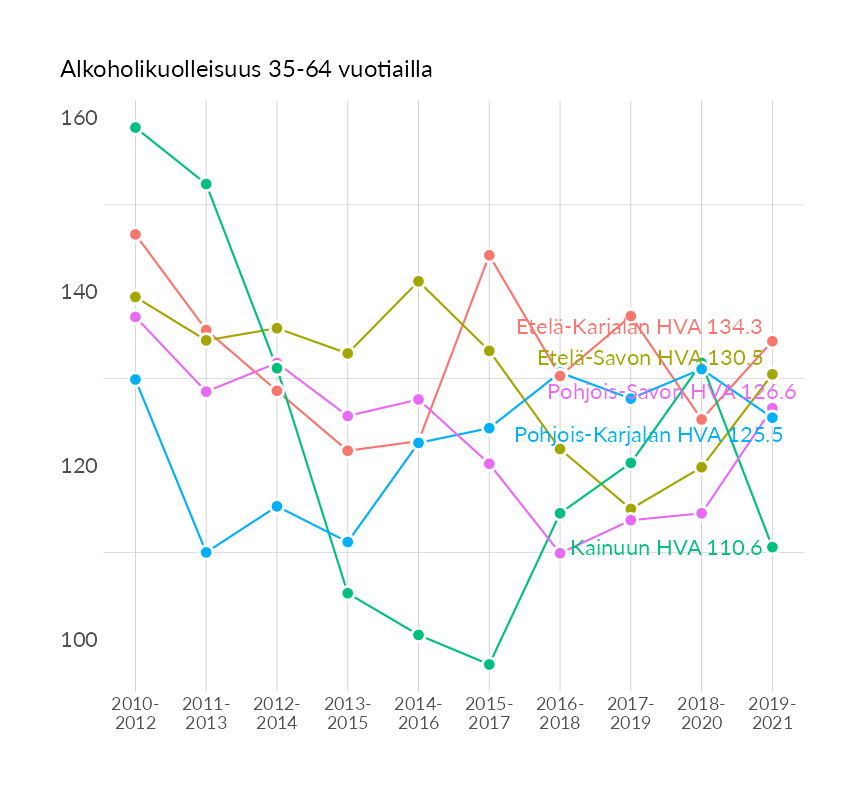 Alkoholikuolleisuus 35-64 vuotiailla
160
140
120
100
Etelä-Karjalan HVA 134.3
Etelä-Savon HVA 130.5
Pohjois-Savon HVA 126.6
Pohjois-Karjalan HVA 125.5
Kainuun HVA 110.6
2010- 2011- 2012- 2013- 2014- 2015- 2016- 2017- 2018- 2019-
2012 2013 2014 2015 2016 2017 2018 2019 2020 2021